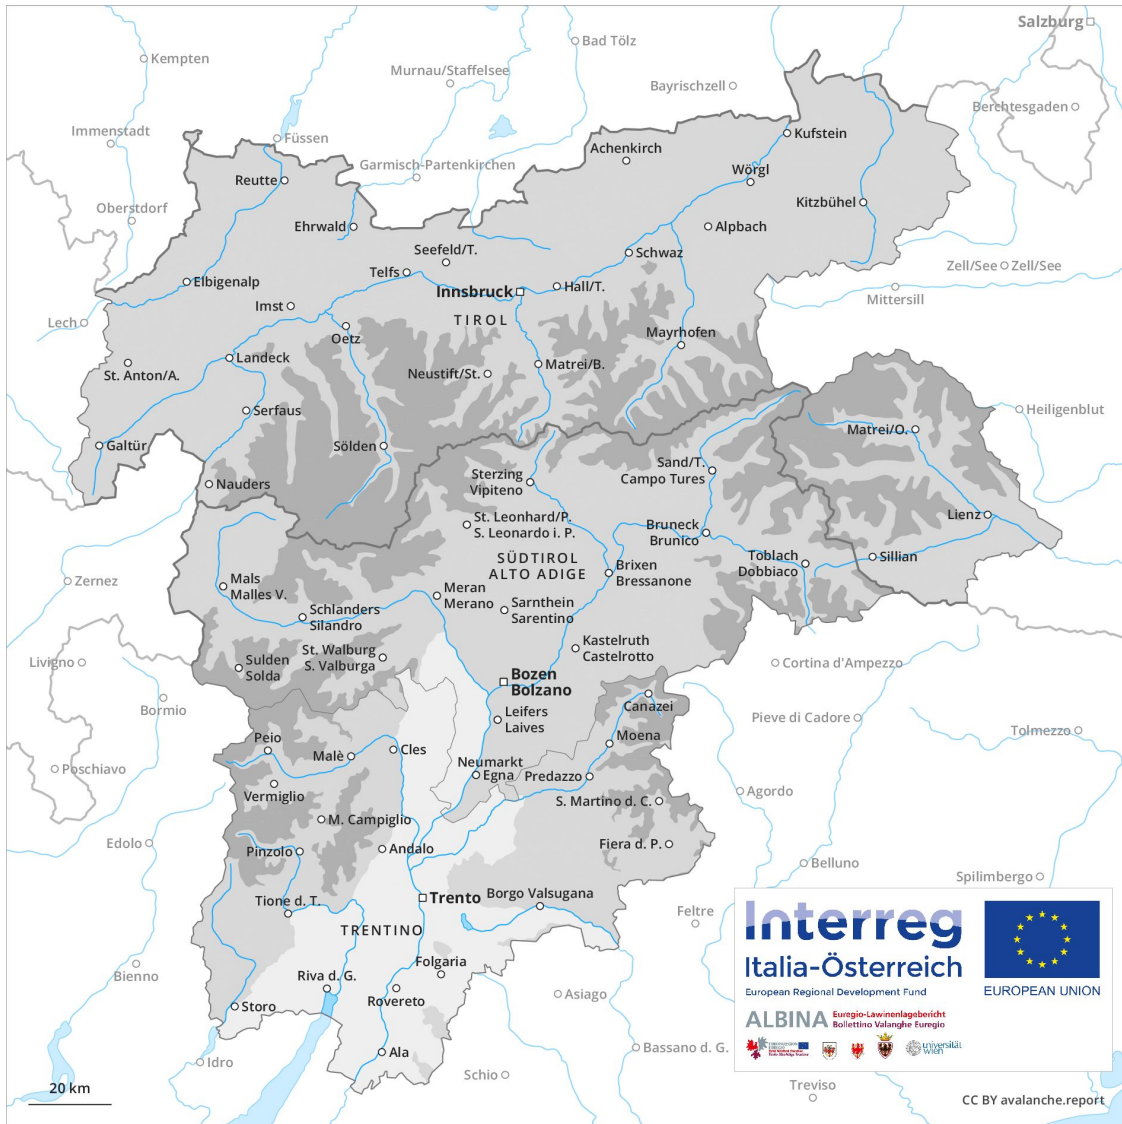 Salzburg
Bad Tölz
Kempten
Murnau/Staffelsee
Bayrischzell
Berchtesgaden
Immenstadt
Füssen
Kufstein
Achenkirch
Garmisch-Partenkirchen
Wörgl
Reutte
Oberstdorf
Kitzbühel
Ehrwald
Alpbach
Seefeld/T.
Schwaz
Telfs
Zell/See
Zell/See
Elbigenalp
Innsbruck
Hall/T.
Mittersill
Imst
Lech
TIROL
Oetz
Mayrhofen
Landeck
Matrei/B.
St. Anton/A.
Neustift/St.
Serfaus
Heiligenblut
Matrei/O.
Galtür
Sölden
Sand/T.
Campo Tures
Sterzing
Vipiteno
Nauders
St. Leonhard/P.
S. Leonardo i. P.
Lienz
Bruneck
Brunico
SÜDTIROL
ALTO ADIGE
Toblach
Dobbiaco
Sillian
Brixen
Bressanone
Zernez
Mals
Malles V.
Meran
Merano
Schlanders
Silandro
Sarnthein
Sarentino
St. Walburg
S. Valburga
Kastelruth
Castelrotto
Livigno
Sulden
Solda
Cortina d'Ampezzo
Bozen
Bolzano
Bormio
Canazei
Leifers
Laives
Pieve di Cadore
Tolmezzo
Peio
Moena
Malè
Cles
Poschiavo
Neumarkt
Egna
Predazzo
Vermiglio
Agordo
S. Martino d. C.
M. Campiglio
Edolo
Pinzolo
Andalo
Fiera d. P.
Belluno
Spilimbergo
Tione d. T.
Trento
Borgo Valsugana
Feltre
TRENTINO
Folgaria
Bienno
Riva d. G.
Rovereto
Asiago
Storo
Ala
Idro
Bassano d. G.
Schio
Treviso
20 km
Interreg
Italia-Österreich
European Regional Development Fund
EUROPEAN UNION
ALBINA
Euregio-Lawinenlagebericht
Bollettino Valanghe Euregio
universität
wien
CC BY avalanche.report